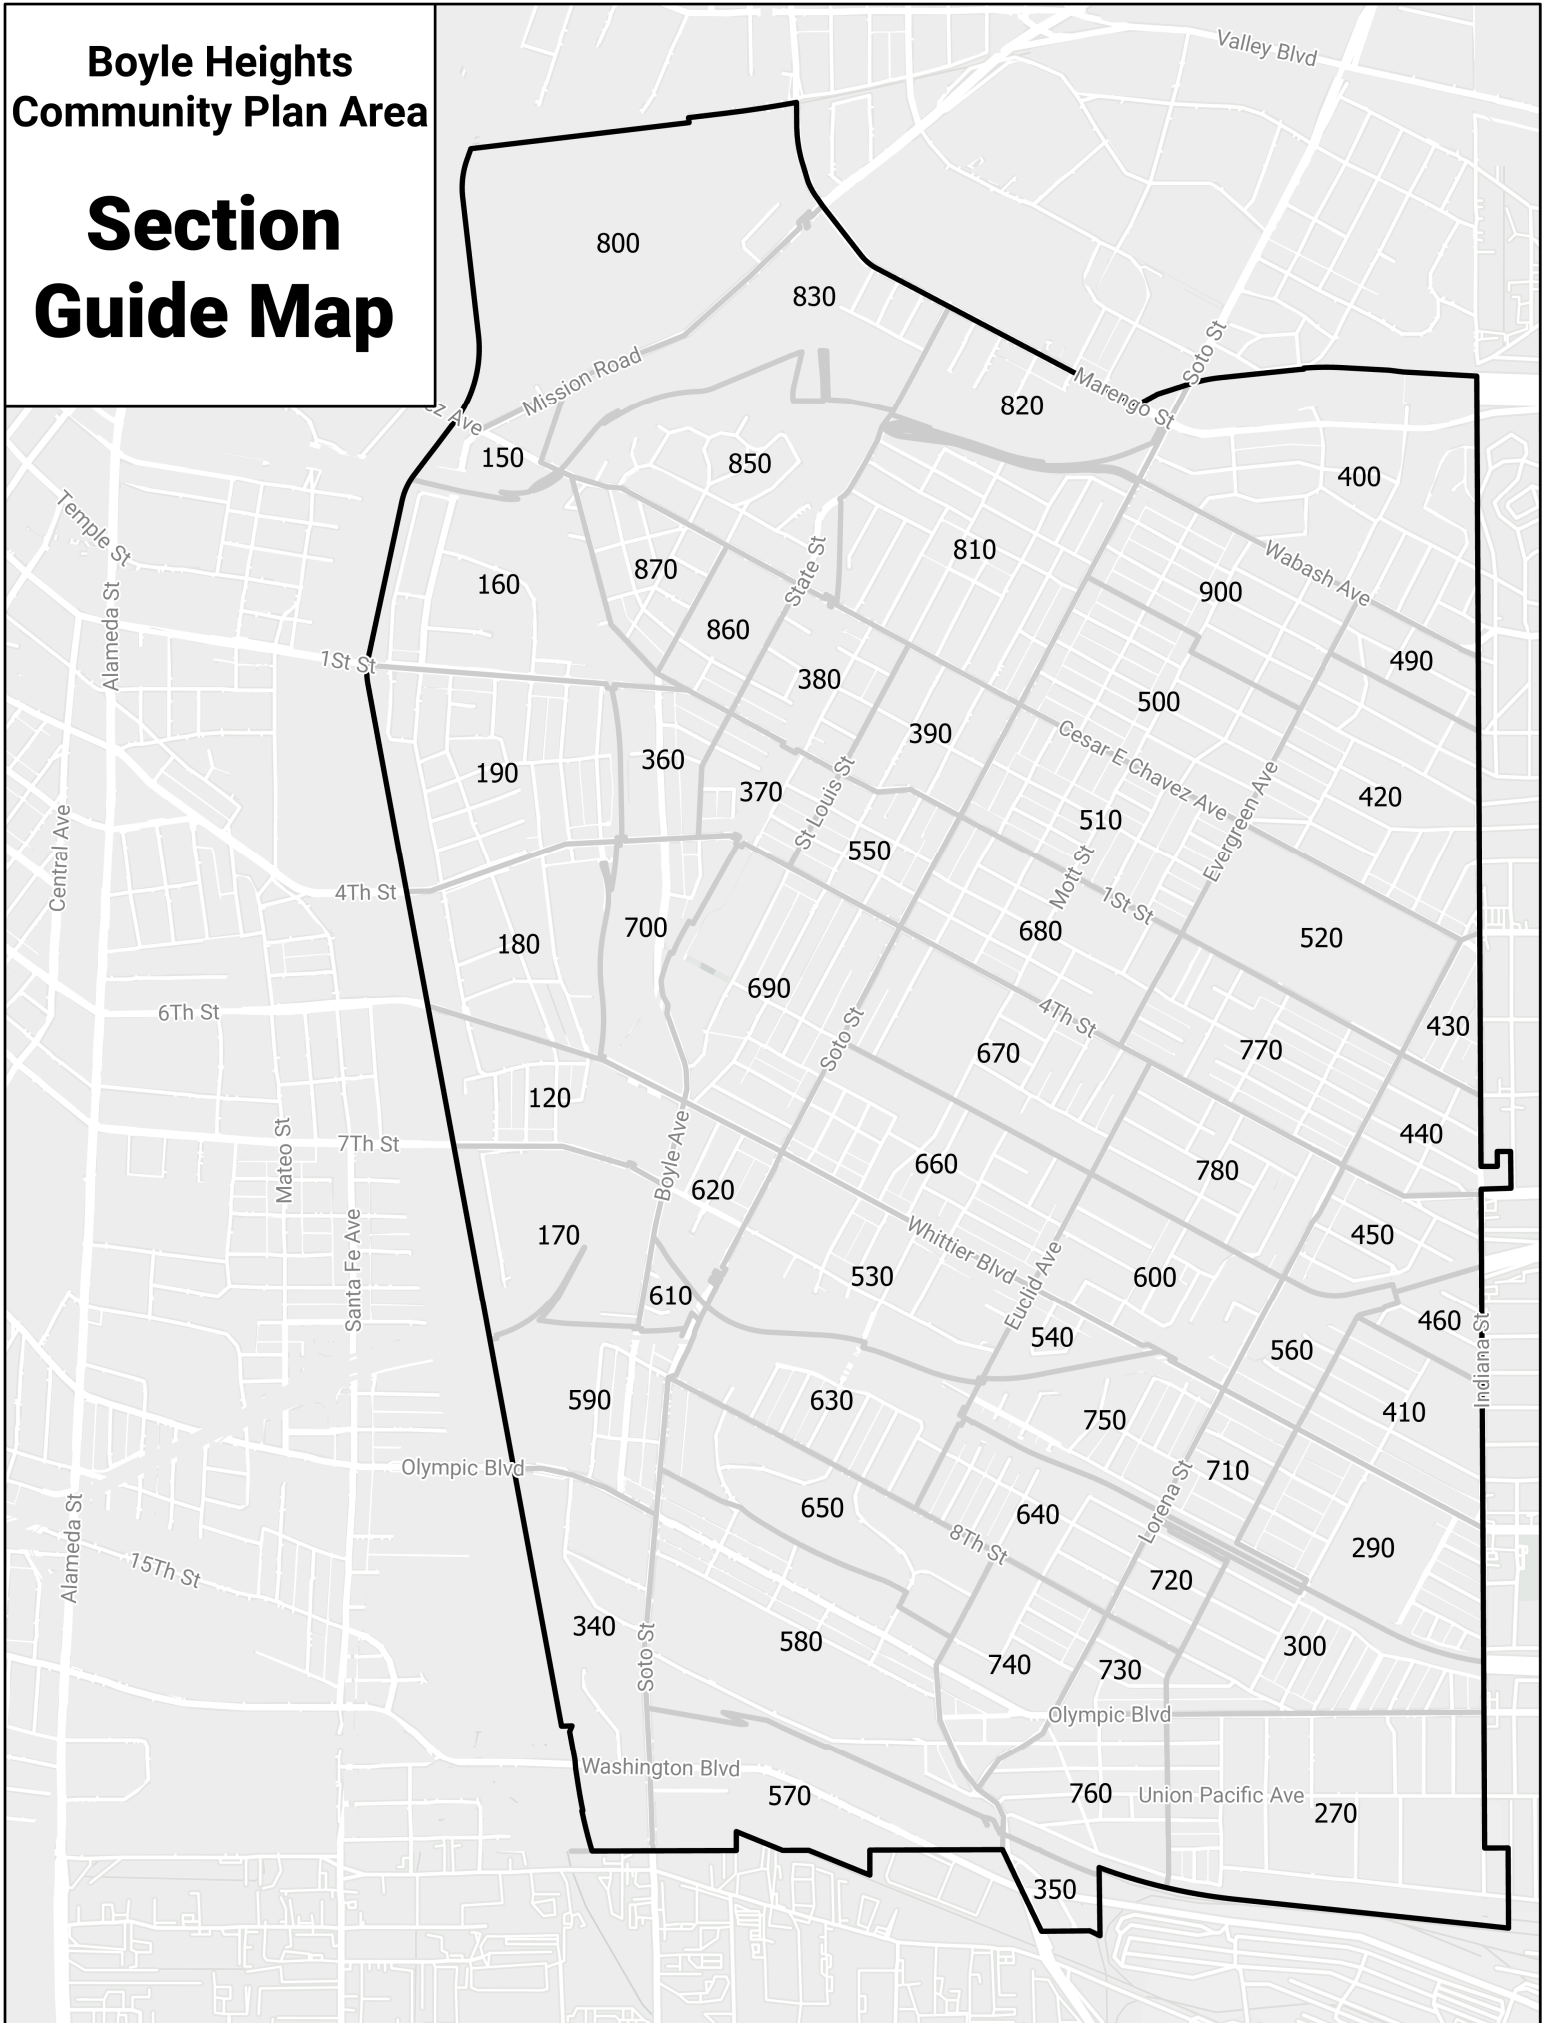 Boyle Heights
Community Plan Area
Section
Guide Map
Valley Blvd
800
830
Soto St
Mission Road
Marengo St
820
Ave
150
850
400
Temple St
810
Wabash Ave
State St
870
160
900
Alameda St
860
490
1St St
380
500
390
Cesar E Chavez Ave
360
190
370
420
St Louis St
Evergreen Ave
510
Central Ave
550
Mott St
4Th St
1St St
700
680
520
180
690
6Th St
4Th St
430
Soto St
770
670
120
440
7Th St
Mateo St
Boyle Ave
660
780
620
170
Whittier Blvd
450
Santa Fe Ave
530
600
Euclid Ave
610
460
540
560
Indiana St
590
630
410
750
Olympic Blvd
710
Lorena St
650
640
8Th St
290
Alameda St
15Th St
720
340
580
300
Soto St
740
730
Olympic Blvd
Washington Blvd
570
760
Union Pacific Ave
270
350